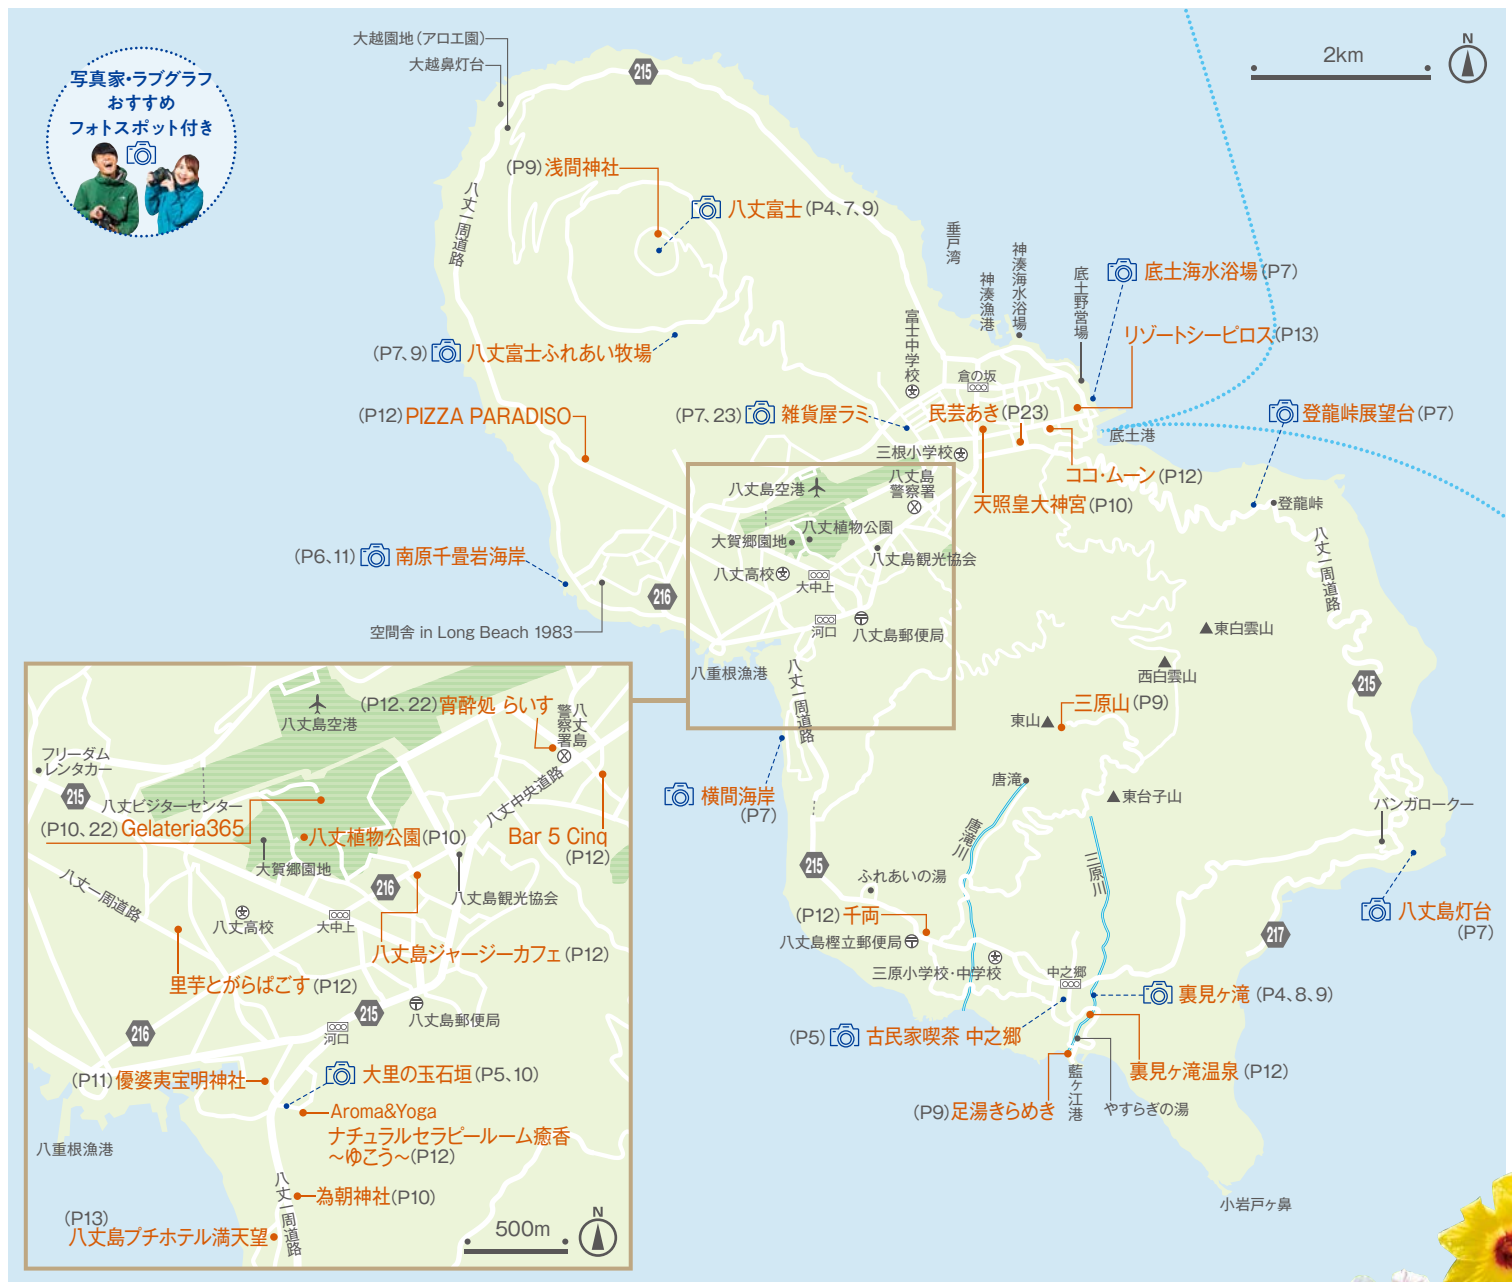 写真家・ラブグラフ
おすすめ
フォトスポット付き
大越園地（アロエ園）
大越鼻灯台
215
2km
N
(P9)浅間神社
八丈富士(P4、7、9)
八丈一周道路
垂戸湾
神湊漁港
神湊海水浴場
底土野営場
底土海水浴場(P7)
リゾートシーピロス(P13)
(P7、9)八丈富士ふれあい牧場
富士中学校
倉の坂
(P12)PIZZA PARADISO
(P7、23)雑貨屋ラミ
民芸あき(P23)
登龍峠展望台(P7)
底土港
三根小学校
ココ・ムーン(P12)
天照皇大神宮(P10)
登龍峠
八丈一周道路
八丈島空港
八丈島
警察署
八丈植物公園
大賀郷園地
八丈島観光協会
八丈高校
大中上
(P6、11)南原千畳岩海岸
216
河口
八丈島郵便局
空間舎 in Long Beach 1983
八重根漁港
八丈一周道路
東白雲山
西白雲山
215
三原山(P9)
東山
唐滝
東台子山
横間海岸
(P7)
バンガロークー
唐滝川
三原川
215
ふれあいの湯
(P12)千両
八丈島樫立郵便局
八丈島灯台
(P7)
217
三原小学校・中学校
中之郷
裏見ヶ滝(P4、8、9)
(P5)古民家喫茶 中之郷
裏見ヶ滝温泉(P12)
(P9)足湯きらめき
藍ヶ江港
やすらぎの湯
小岩戸ヶ鼻
(P12、22)宵酔処 らいす
八丈島空港
八丈島
警察署
フリーダム
レンタカー
215
八丈中央道路
八丈ビジターセンター
(P10、22)Gelateria365
八丈植物公園(P10)
Bar 5 Cinq
(P12)
大賀郷園地
八丈一周道路
216
八丈島観光協会
八丈高校
大中上
八丈島ジャージーカフェ(P12)
里芋とがらぱごす(P12)
215
八丈島郵便局
216
河口
(P11)優婆夷宝明神社
大里の玉石垣(P5、10)
Aroma&Yoga
ナチュラルセラピールーム癒香
～ゆこう～(P12)
八重根漁港
為朝神社(P10)
八丈一周道路
(P13)
八丈島プチホテル満天望
500m
N